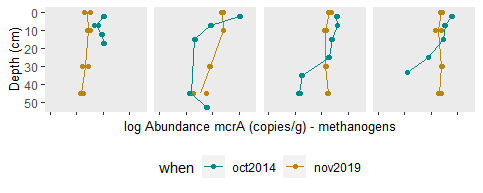 0
10
20
30
40
50
Depth (cm)
log Abundance mcrA (copies/g) - methanogens
when oct2014 nov2019